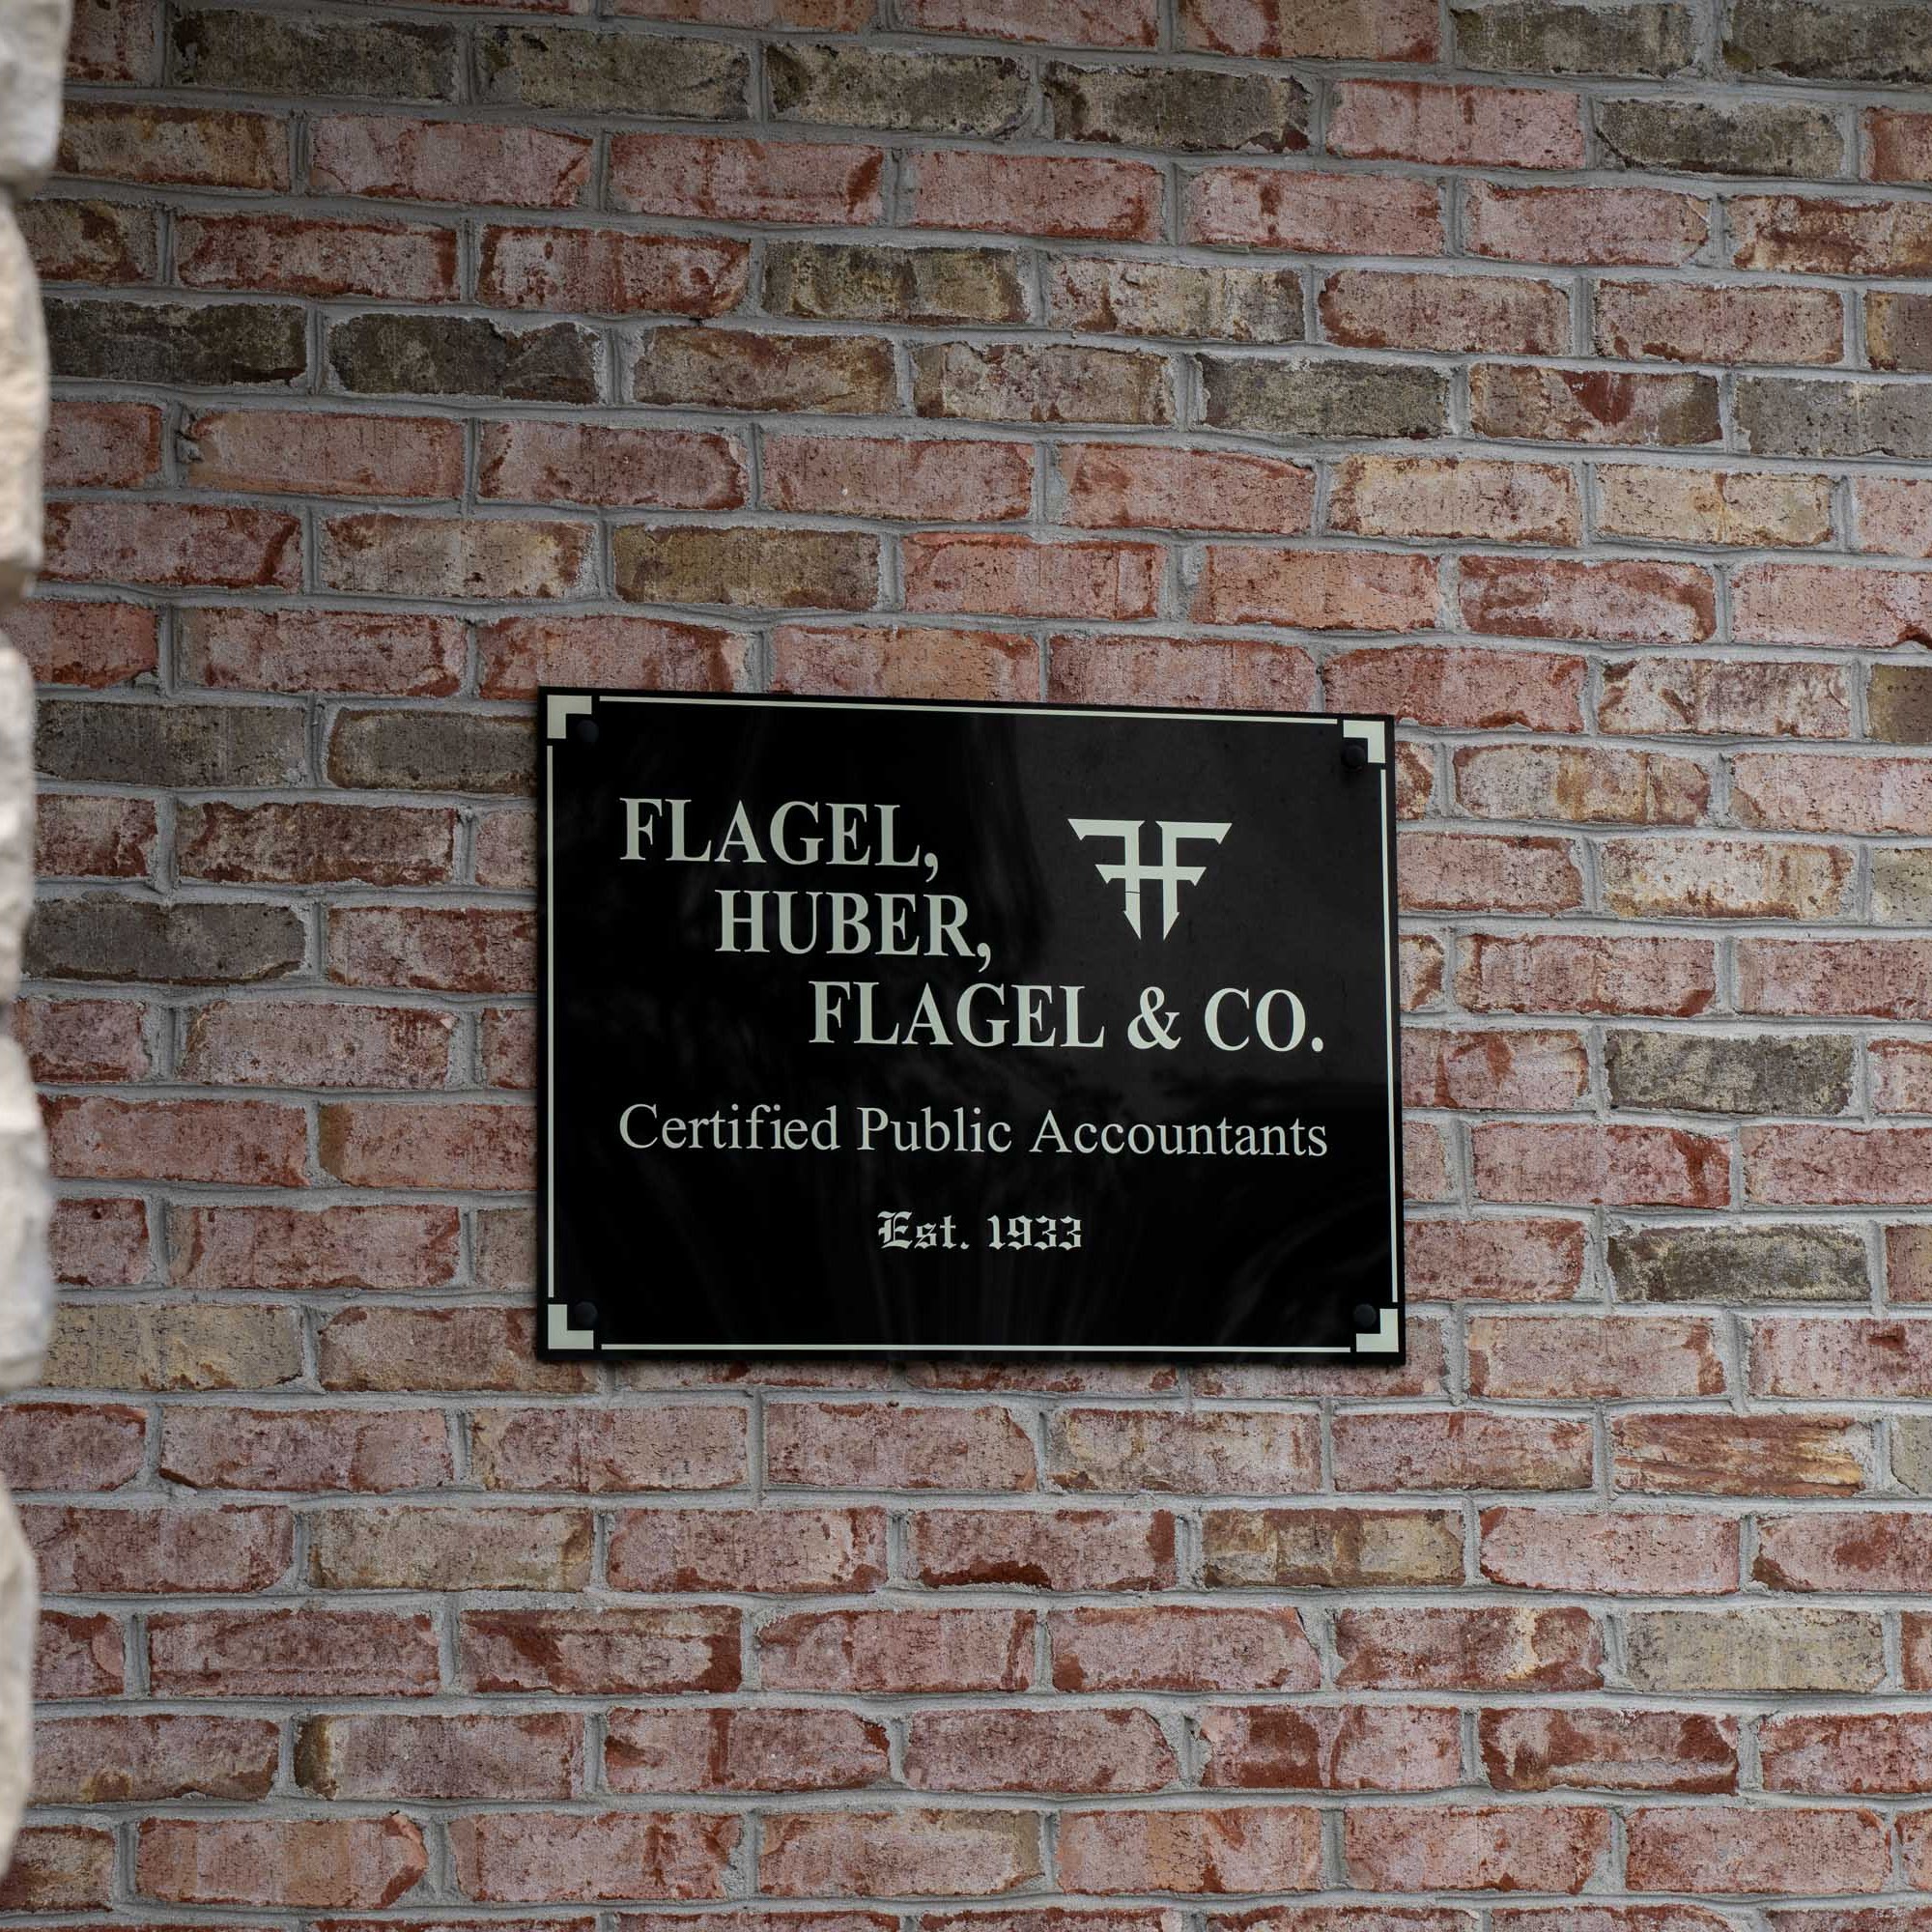 FLAGEL,
HUBER,
FLAGEL & CO.
Certified Public Accountants
Est. 1933